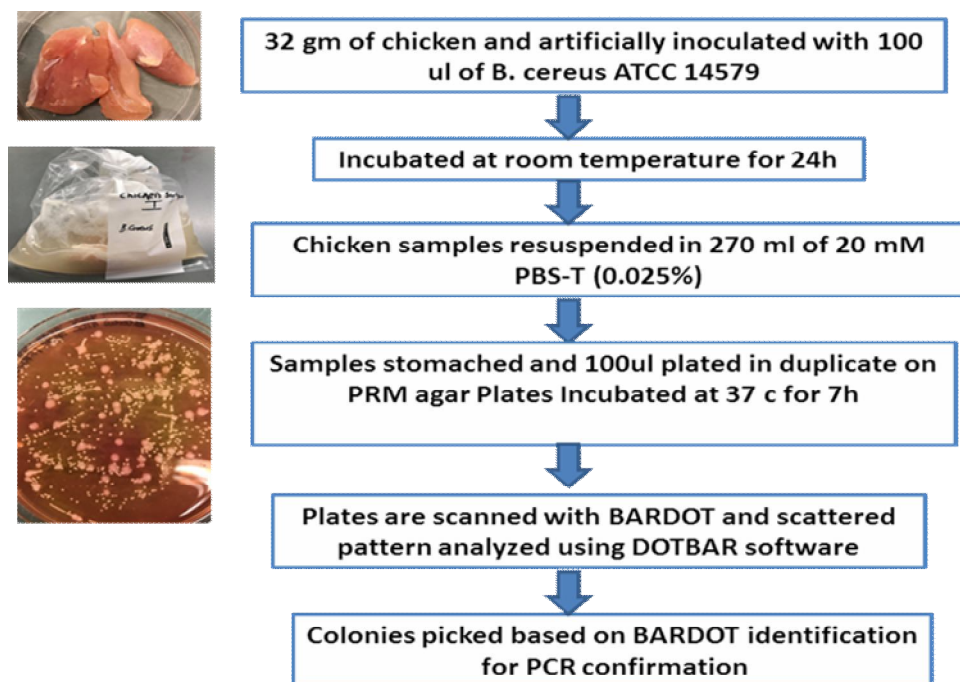 32 gm of chicken and artificially inoculated with 100
ul of B. cereus ATCC 14579
Incubated at room temperature for 24h
Chicken samples resuspended in 270 ml of 20 mM
PBS-T (0.025%)
Samples stomached and 100ul plated in duplicate on
PRM agar Plates Incubated at 37 c for 7h
Plates are scanned with BARDOT and scattered
pattern analyzed using DOTBAR software
Colonies picked based on BARDOT identification
for PCR confirmation